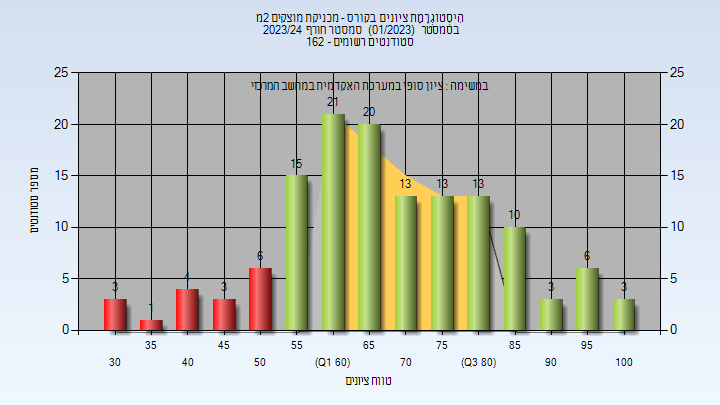 היסטוגרמת ציונים בקורס - מכניקת מוצקים 2מ
בסמסטר (01/2023) סמסטר חורף 2023/24
סטודנטים רשומים - 162
במשימה : ציון סופי במערכת האקדמית במחשב המרכזי
מספר סטודנטים
25 25
20 20
15 15
10 10
5 5
0 0
3 1 4 3 6 15 21 20 13 13 13 10 3 6 3
35 45 55 65 75 85 95
30 40 50 (Q1 60) 70 (Q3 80) 90 100
טווח ציונים